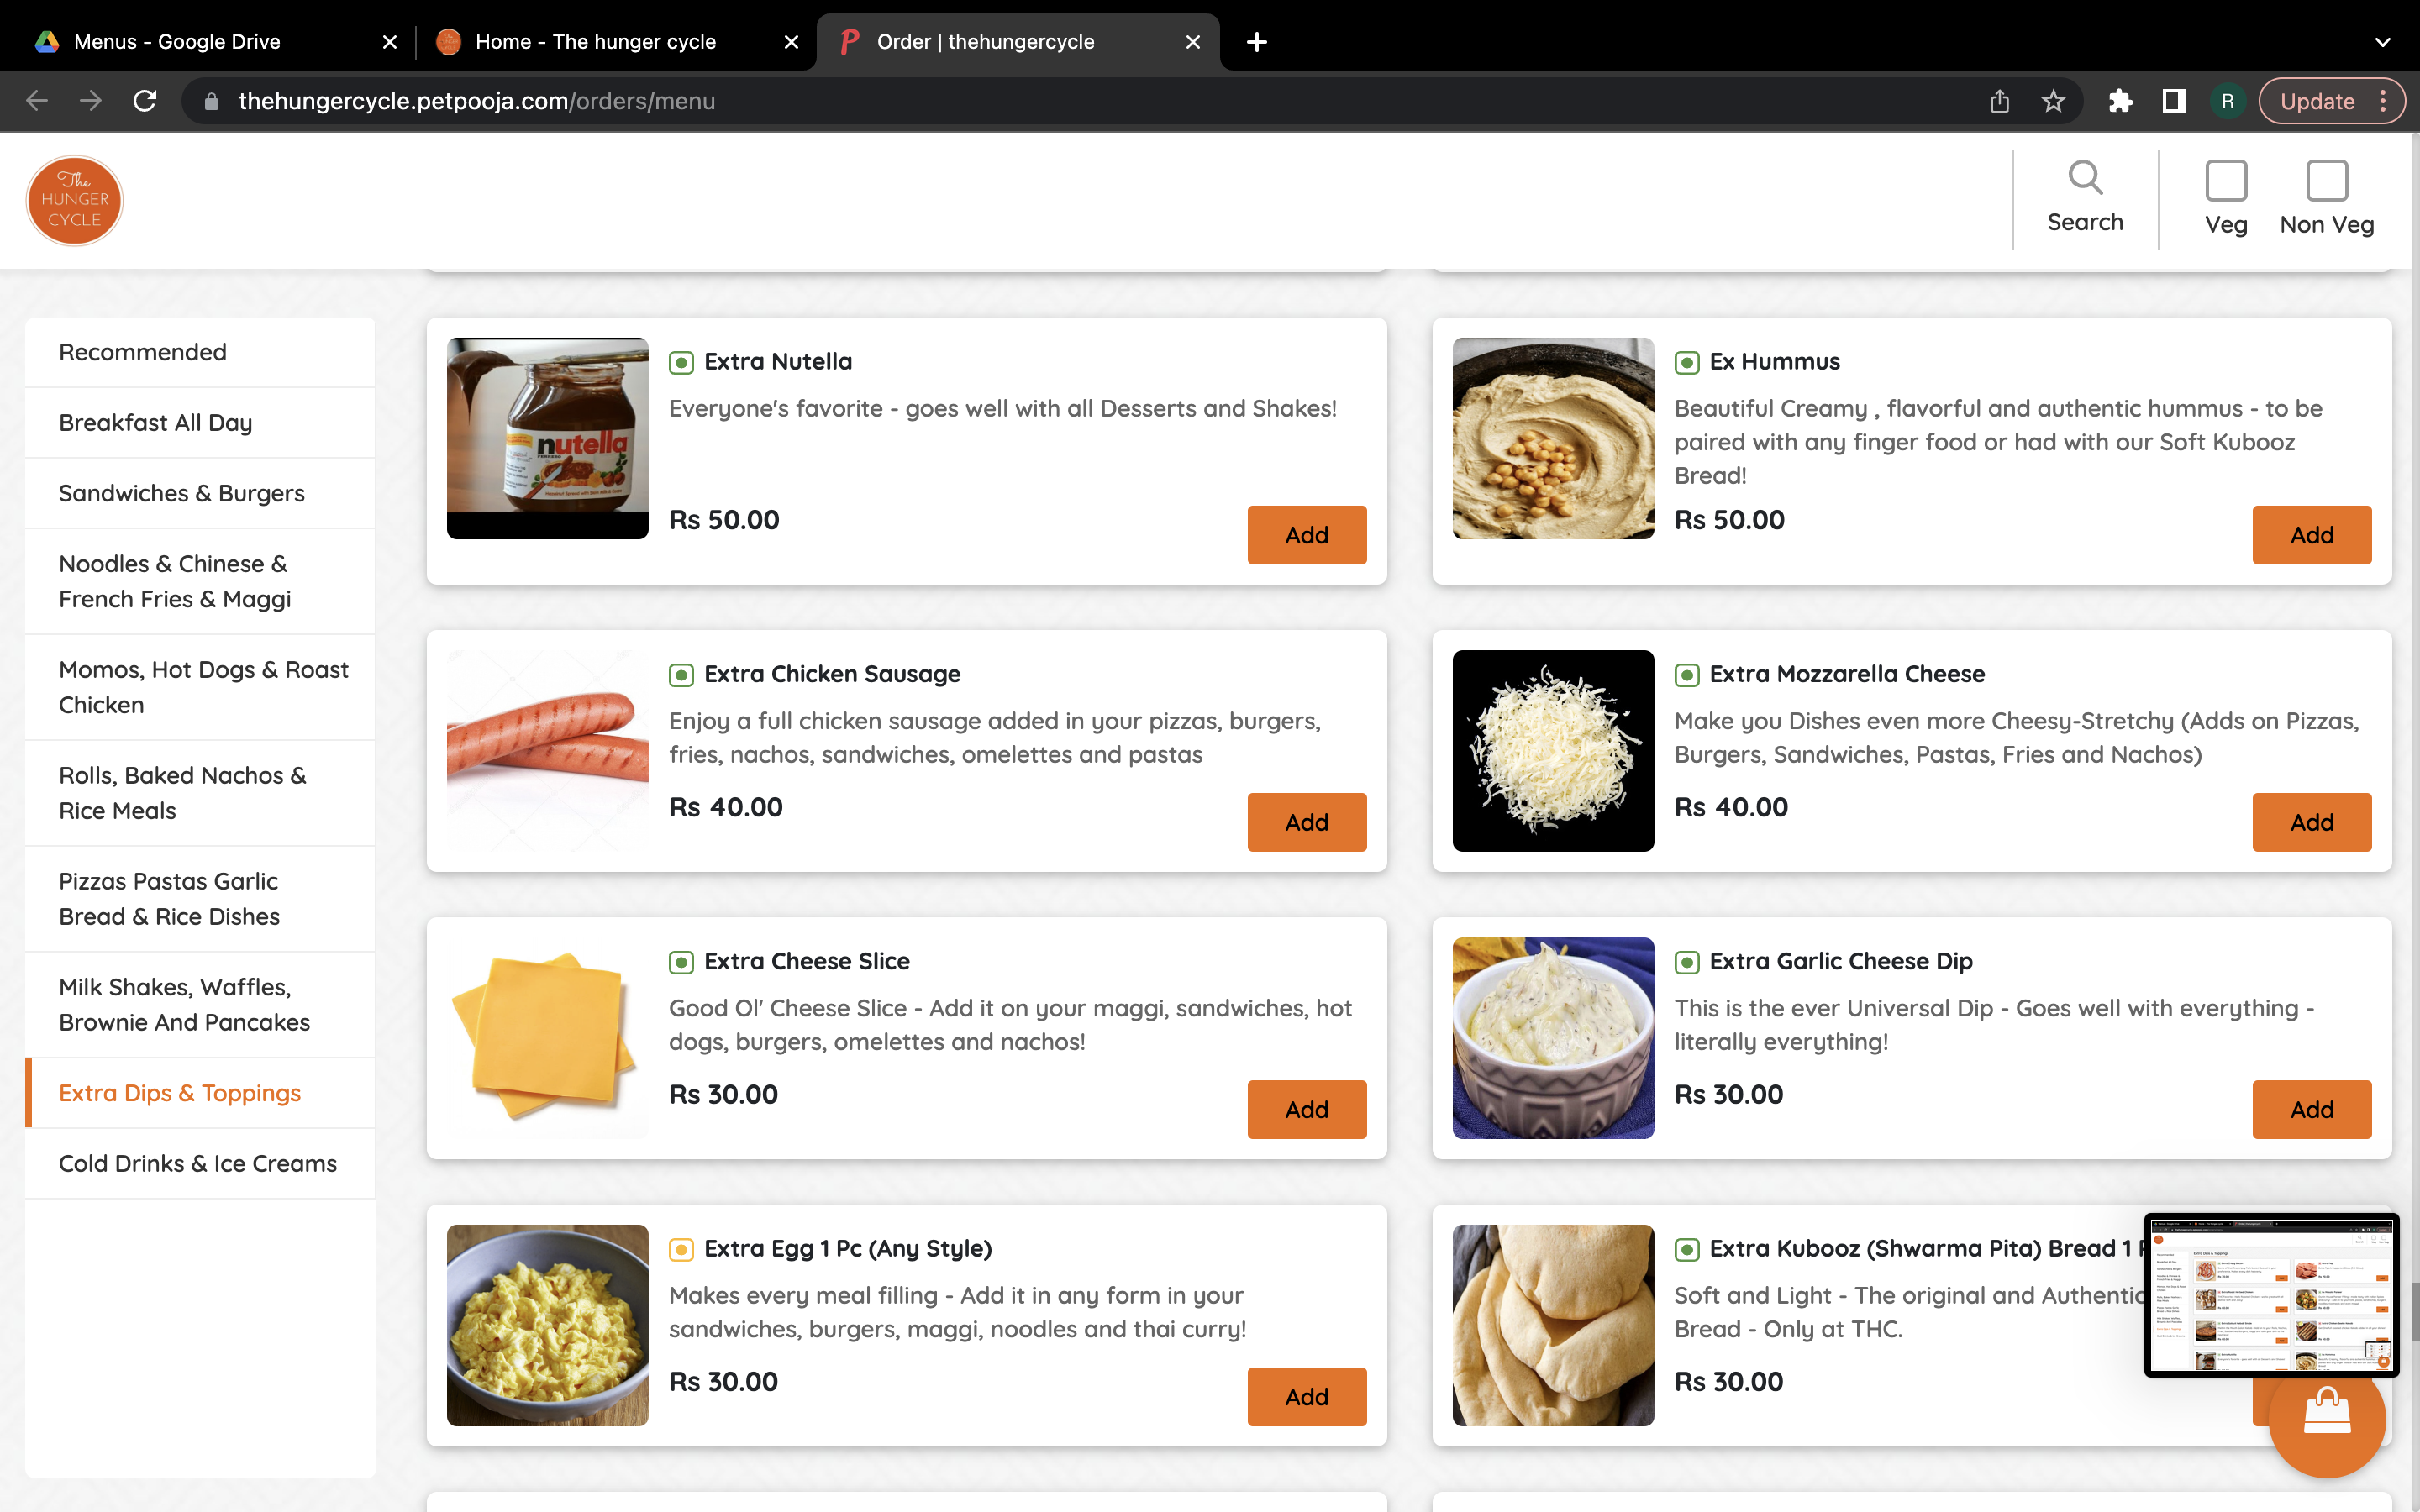 Menus - Google Drive
Home - The hunger cycle
Order | thehungercycle
thehungercycle.petpooja.com/orders/menu
R
Update
The
HUNGER
CYCLE
Search
Veg
Non Veg
Recommended
Breakfast All Day
Sandwiches & Burgers
Noodles & Chinese &
French Fries & Maggi
Momos, Hot Dogs & Roast
Chicken
Rolls, Baked Nachos &
Rice Meals
Pizzas Pastas Garlic
Bread & Rice Dishes
Milk Shakes, Waffles,
Brownie And Pancakes
Extra Dips & Toppings
Cold Drinks & Ice Creams
nutella
Extra Nutella
Everyone's favorite - goes well with all Desserts and Shakes!
Rs 50.00
Add
Ex Hummus
Beautiful Creamy , flavorful and authentic hummus - to be
paired with any finger food or had with our Soft Kubooz
Bread!
Rs 50.00
Add
Extra Chicken Sausage
Enjoy a full chicken sausage added in your pizzas, burgers,
fries, nachos, sandwiches, omelettes and pastas
Rs 40.00
Add
Extra Mozzarella Cheese
Make you Dishes even more Cheesy-Stretchy (Adds on Pizzas,
Burgers, Sandwiches, Pastas, Fries and Nachos)
Rs 40.00
Add
Extra Cheese Slice
Good Ol' Cheese Slice - Add it on your maggi, sandwiches, hot
dogs, burgers, omelettes and nachos!
Rs 30.00
Add
Extra Garlic Cheese Dip
This is the ever Universal Dip - Goes well with everything -
literally everything!
Rs 30.00
Add
Extra Egg 1 Pc (Any Style)
Makes every meal filling - Add it in any form in your
sandwiches, burgers, maggi, noodles and thai curry!
Rs 30.00
Add
Extra Kubooz (Shwarma Pita) Bread 1
Soft and Light - The original and Authentic
Bread - Only at THC.
Rs 30.00